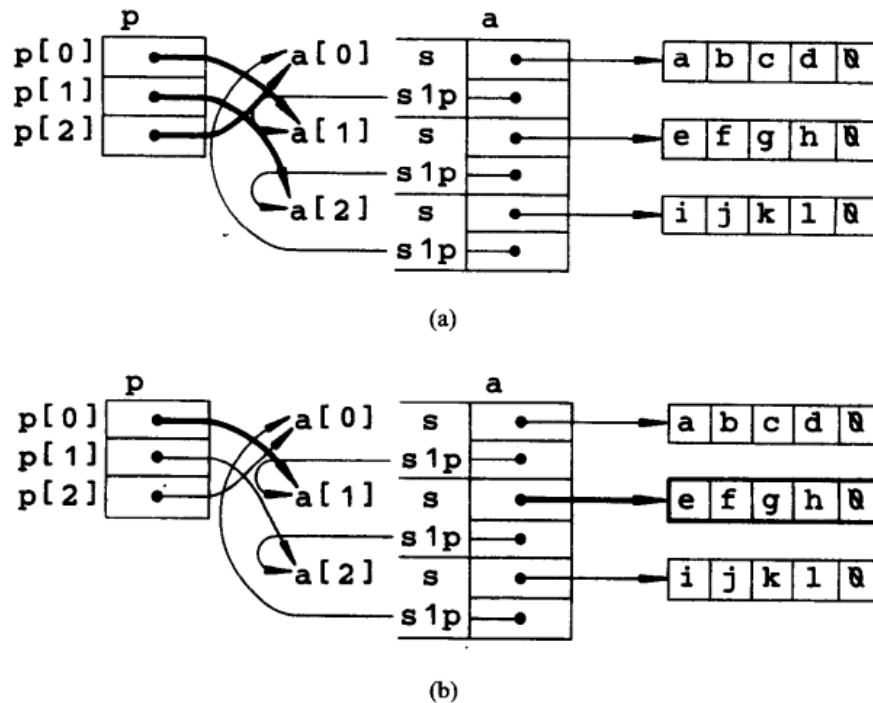 p a
p[0] a[0] s a b c d \0
p[1] s1p
p[2] a[1] s e f g h \0
s1p
a[2] s i j k l \0
s1p
(a)
p a
p[0] a[0] s a b c d \0
p[1] s1p
p[2] a[1] s e f g h \0
s1p
a[2] s i j k l \0
s1p
(b)